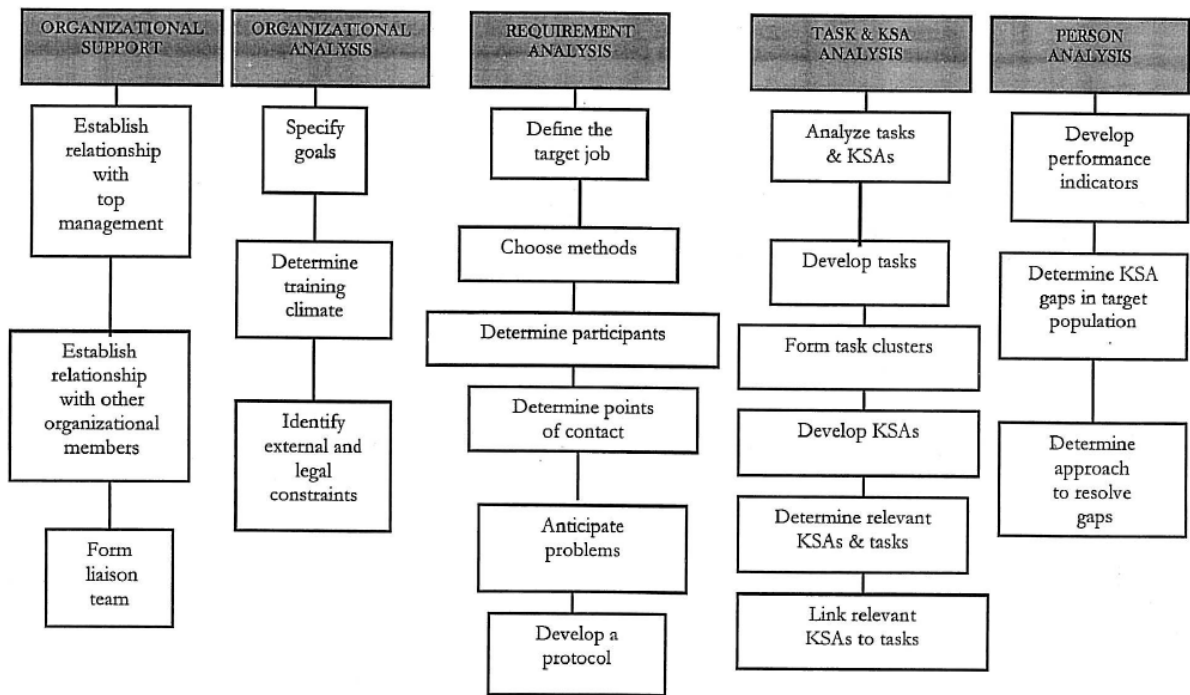 ORGANIZATIONAL
SUPPORT
Establish
relationship
with
top
management
Establish
relationship
with other
organizational
members
Form
liaison
team
ORGANIZATIONAL
ANALYSIS
Specify
goals
Determine
training
climate
Identify
external and
legal
constraints
REQUIREMENT
ANALYSIS
Define the
target job
Choose methods
Determine participants
Determine points
of contact
Anticipate
problems
Develop a
protocol
TASK & KSA
ANALYSIS
Analyze tasks
& KSAs
Develop tasks
Form task clusters
Develop KSAs
Determine relevant
KSAs & tasks
Link relevant
KSAs to tasks
PERSON
ANALYSIS
Develop
performance
indicators
Determine KSA
gaps in target
population
Determine
approach
to resolve
gaps